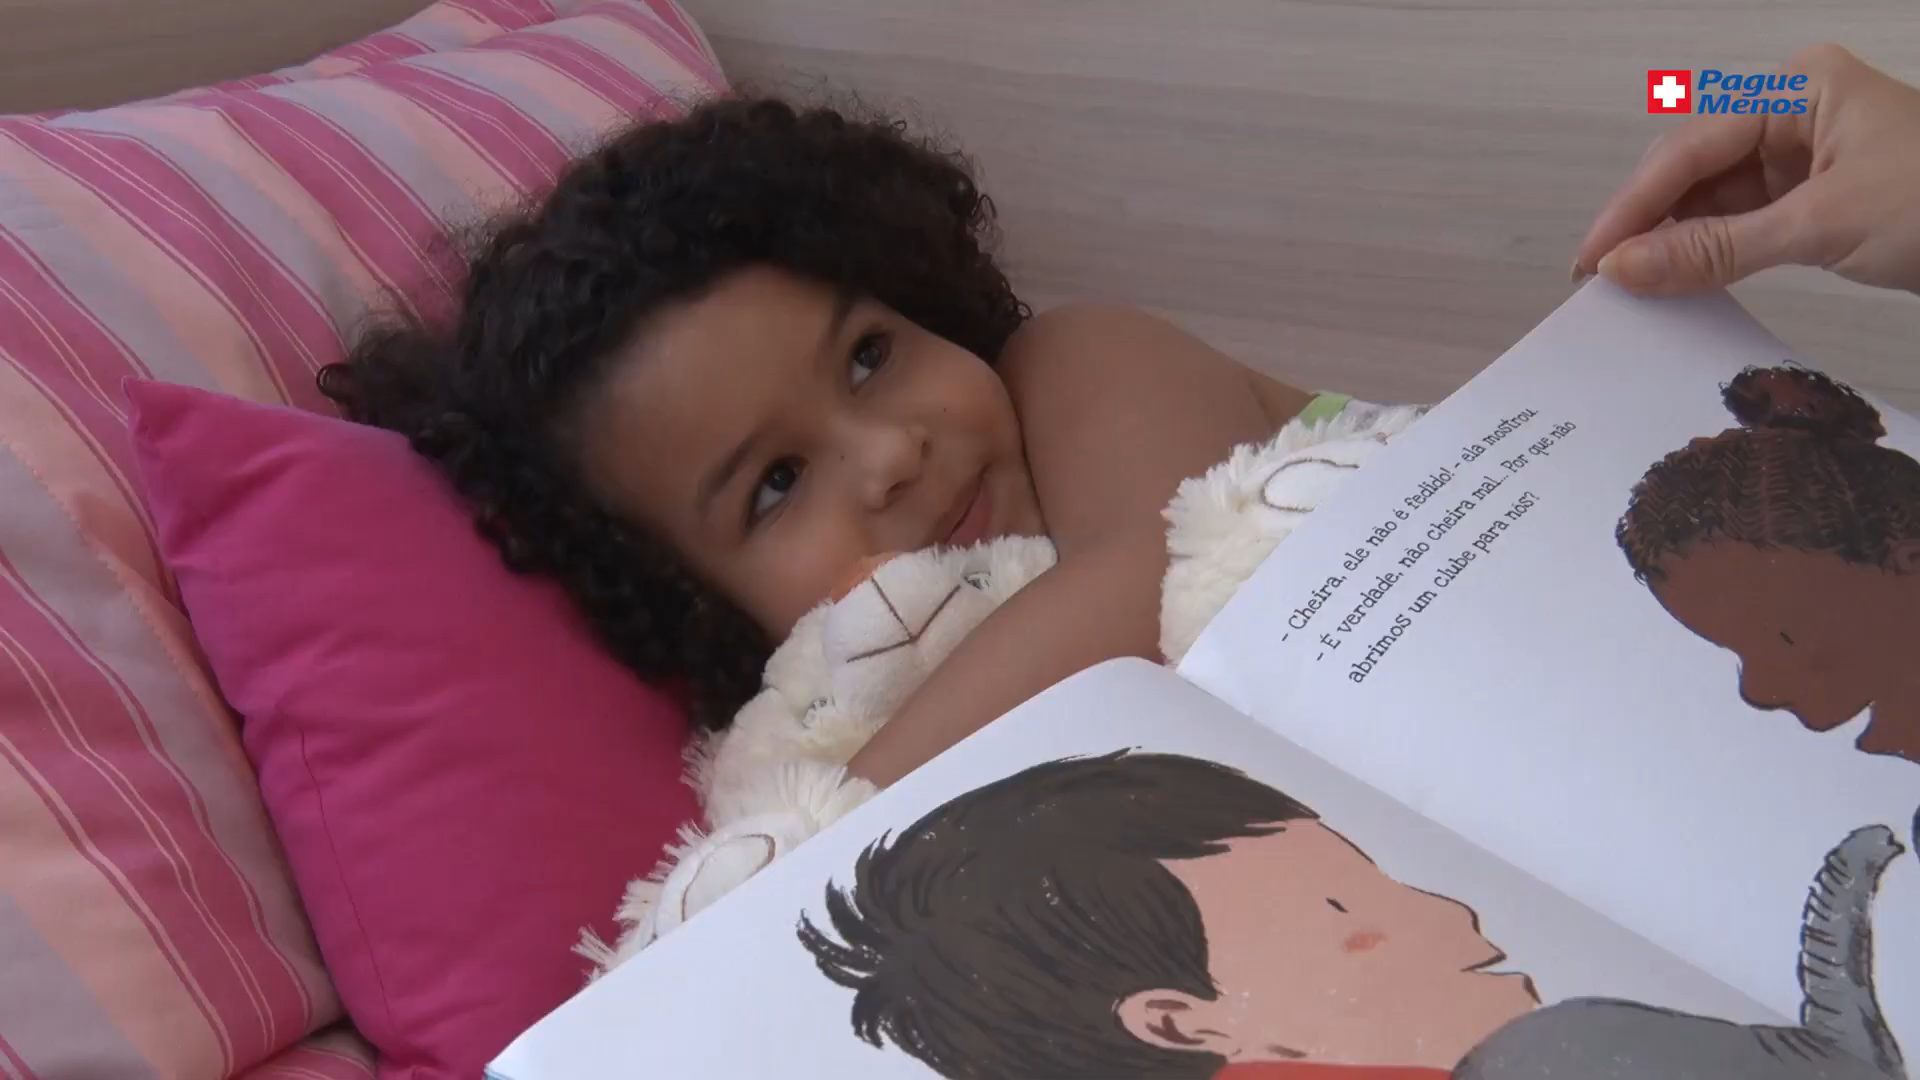 Pague
Menos
- Cheira, ele não é fedido! - ela mostrou.
- É verdade, não cheira mal... Por que não
abrimos um clube para nós?